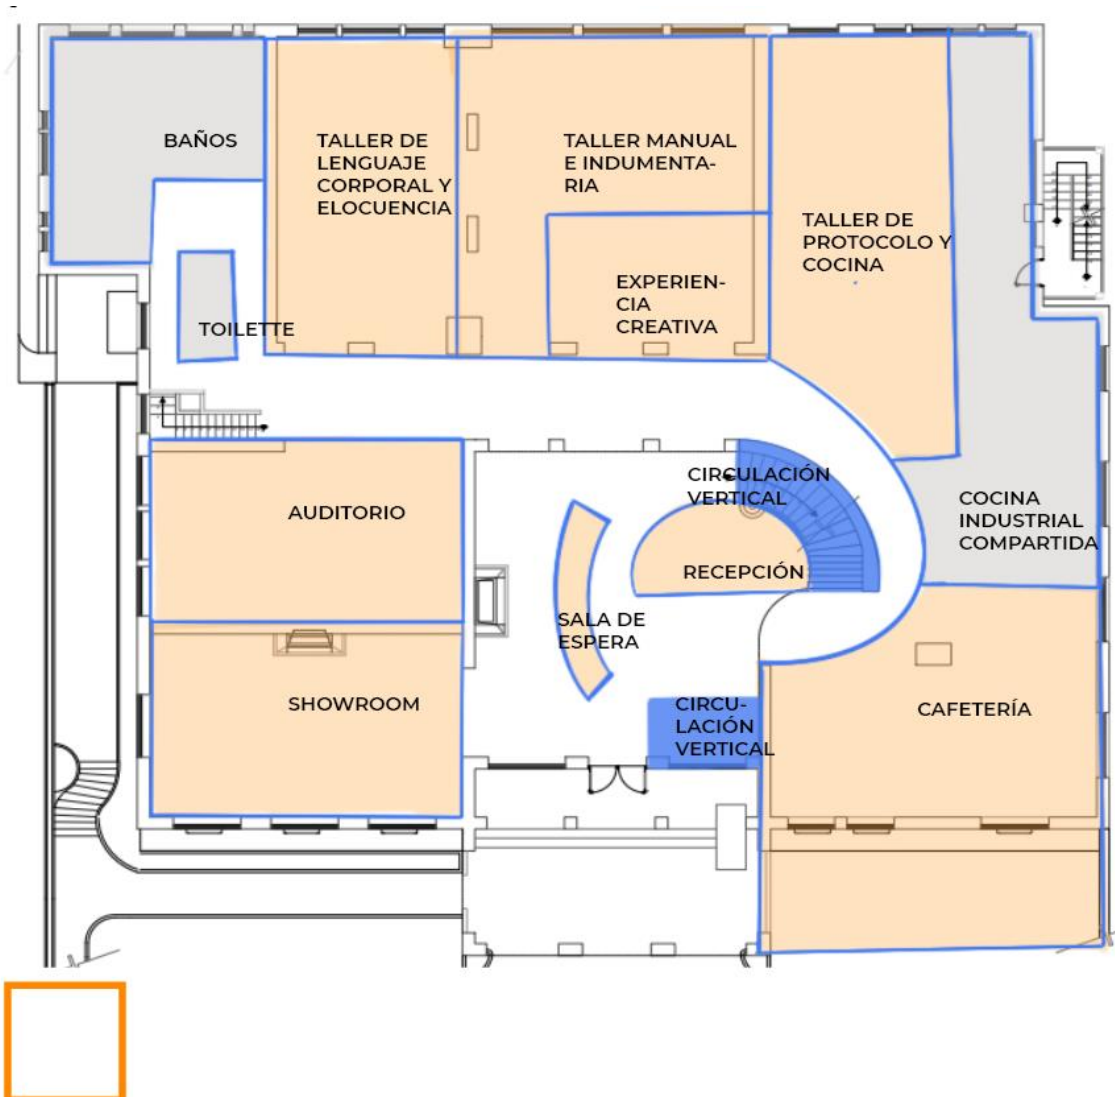 BAÑOS
TALLER DE
LENGUAJE
CORPORAL Y
ELOCUENCIA
TALLER MANUAL
E INDUMENTA-
RIA
TALLER DE
PROTOCOLO Y
COCINA
EXPERIEN-
CIA
CREATIVA
TOILETTE
AUDITORIO
CIRCULACIÓN
VERTICAL
COCINA
INDUSTRIAL
COMPARTIDA
RECEPCIÓN
SALA DE
ESPERA
SHOWROOM
CIRCU-
LACIÓN
VERTICAL
CAFETERÍA